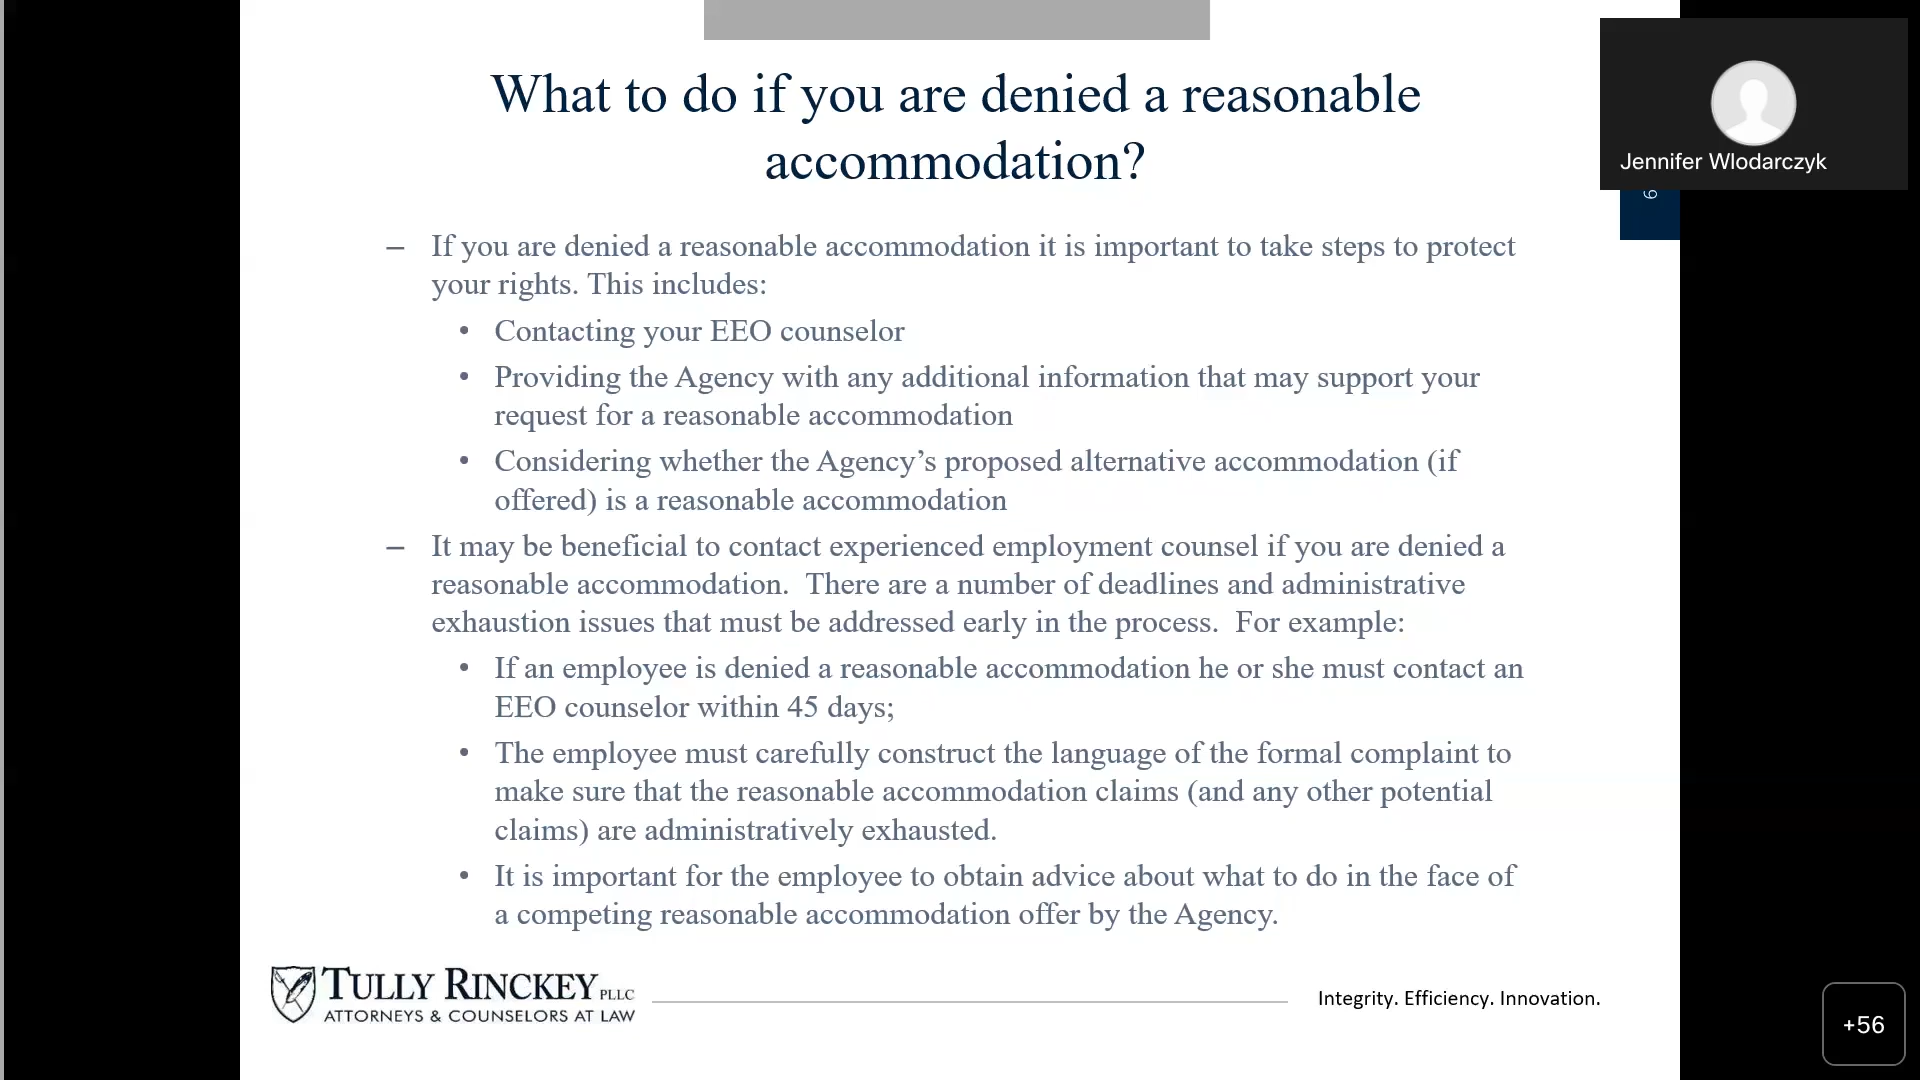 What to do if you are denied a reasonable
accommodation?
Jennifer Wlodarczyk
9
– If you are denied a reasonable accommodation it is important to take steps to protect
your rights. This includes:
• Contacting your EEO counselor
• Providing the Agency with any additional information that may support your
request for a reasonable accommodation
• Considering whether the Agency’s proposed alternative accommodation (if
offered) is a reasonable accommodation
– It may be beneficial to contact experienced employment counsel if you are denied a
reasonable accommodation.  There are a number of deadlines and administrative
exhaustion issues that must be addressed early in the process.  For example:
• If an employee is denied a reasonable accommodation he or she must contact an
EEO counselor within 45 days;
• The employee must carefully construct the language of the formal complaint to
make sure that the reasonable accommodation claims (and any other potential
claims) are administratively exhausted.
• It is important for the employee to obtain advice about what to do in the face of
a competing reasonable accommodation offer by the Agency.
TULLY RINCKEY PLLC
ATTORNEYS & COUNSELORS AT LAW
Integrity. Efficiency. Innovation.
+56